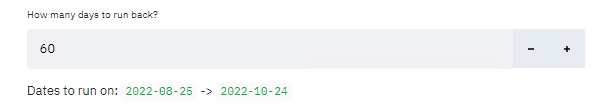 How many days to run back?
60 - +
Dates to run on: 2022-08-25 -> 2022-10-24